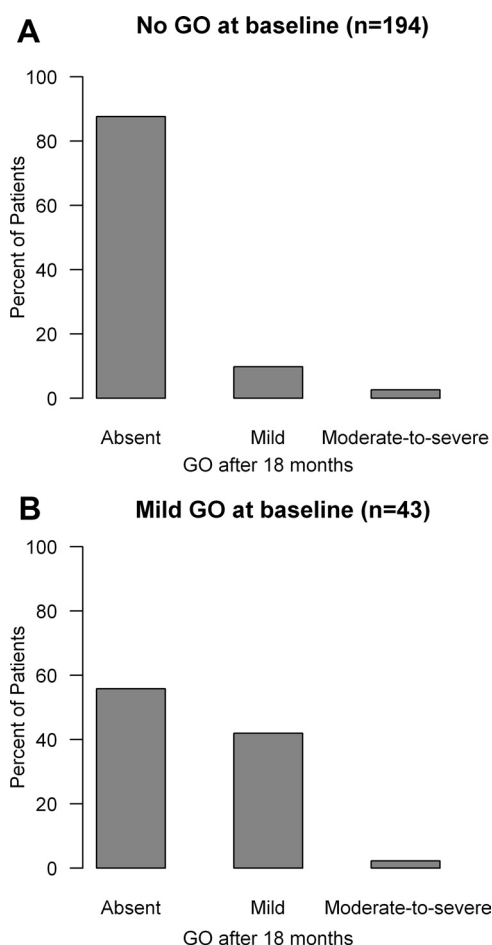 A
No GO at baseline (n=194)
100
80
60
40
20
0
Percent of Patients
Absent Mild Moderate-to-severe
GO after 18 months
B
Mild GO at baseline (n=43)
100
80
60
40
20
0
Percent of Patients
Absent Mild Moderate-to-severe
GO after 18 months